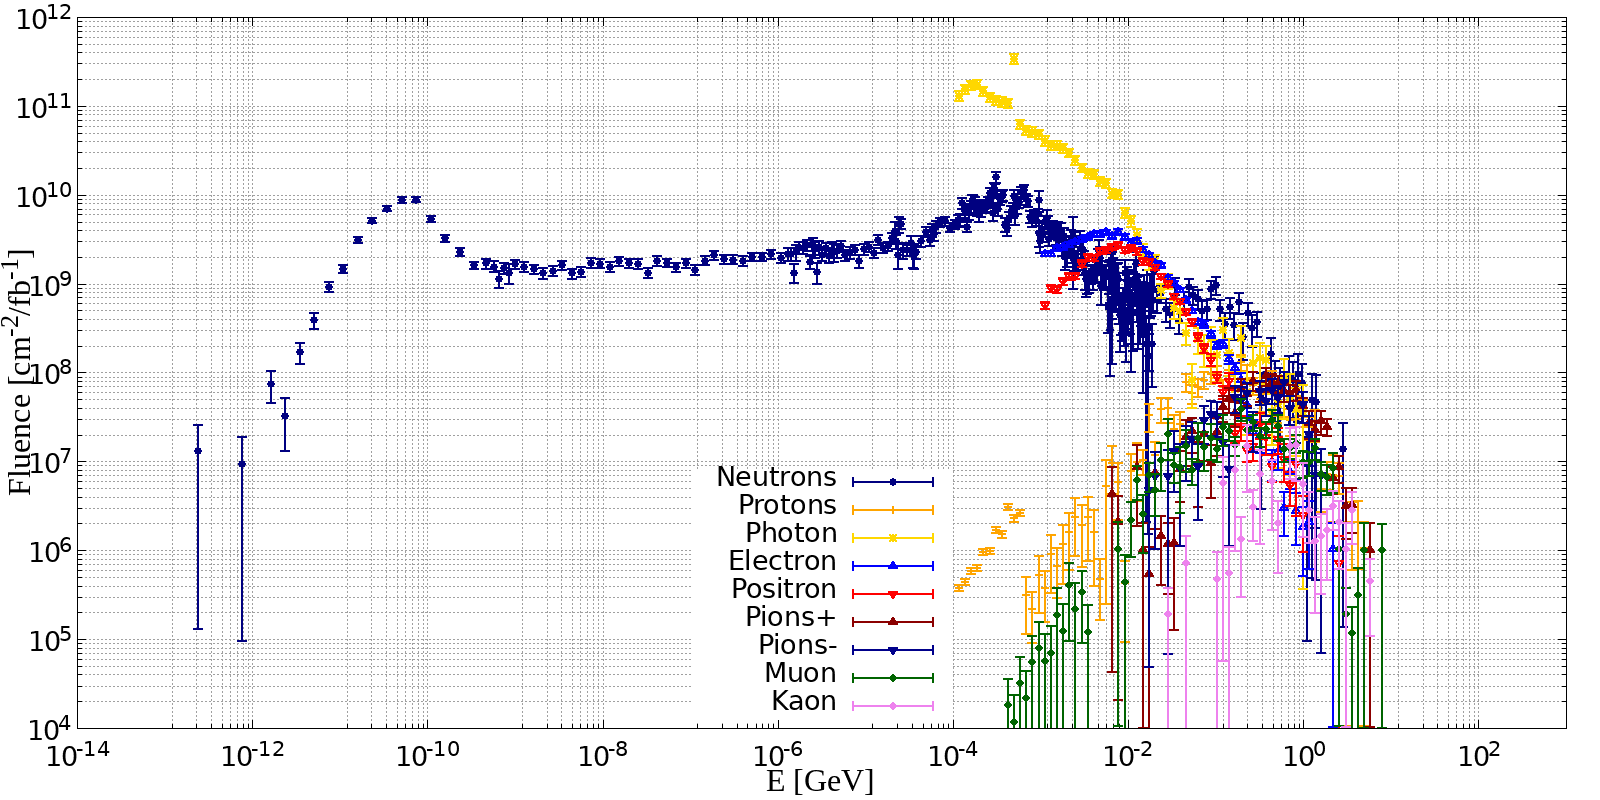 10^12
10^11
10^10
10^9
10^8
10^7
10^6
10^5
10^4
Fluence [cm^-2/fb^-1]
Neutrons
Protons
Photon
Electron
Positron
Pions+
Pions-
Muon
Kaon
10^-14 10^-12 10^-10 10^-8 10^-6 10^-4 10^-2 10^0 10^2
E [GeV]